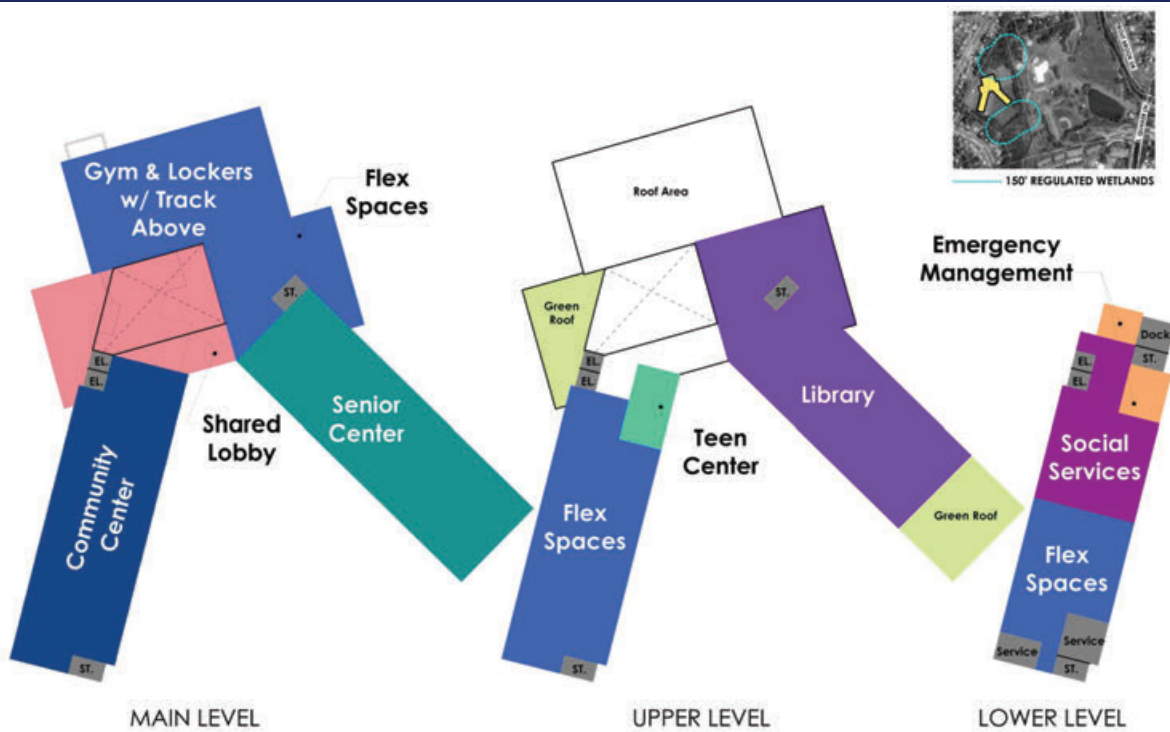 150' REGULATED WETLANDS
Gym & Lockers
w/ Track
Above
Flex
Spaces
ST.
EL.
EL.
Shared
Lobby
Senior
Center
Community
Center
ST.
MAIN LEVEL
Roof Area
Green
Roof
ST.
EL.
EL.
Library
Teen
Center
Flex
Spaces
Green Roof
ST.
UPPER LEVEL
Emergency
Management
Dock
ST.
EL.
EL.
Social
Services
Flex
Spaces
Service
Service
ST.
LOWER LEVEL